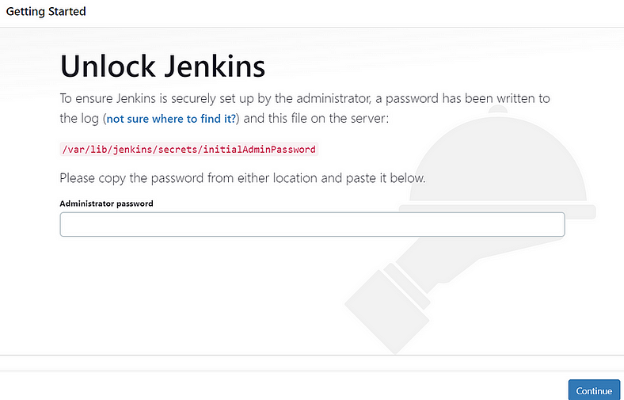 Getting Started
Unlock Jenkins
To ensure Jenkins is securely set up by the administrator, a password has been written to
the log (not sure where to find it?) and this file on the server:
/var/lib/jenkins/secrets/initialAdminPassword
Please copy the password from either location and paste it below.
Administrator password
Continue